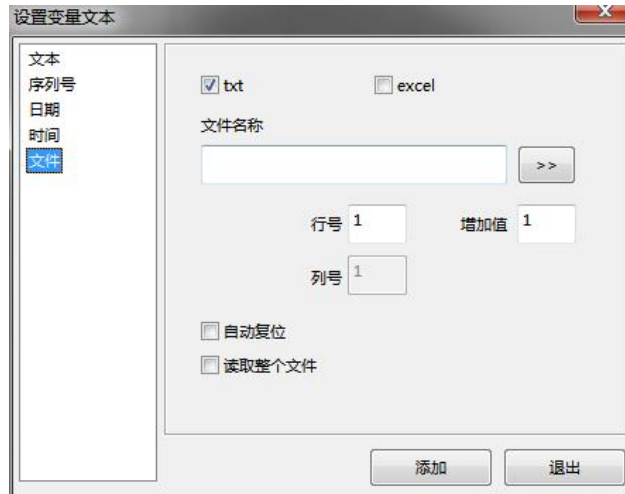 设置变量文本
文本
序列号
日期
时间
文件
txt
excel
文件名称
>>
行号 1 增加值 1
列号 1
自动复位
读取整个文件
添加 退出